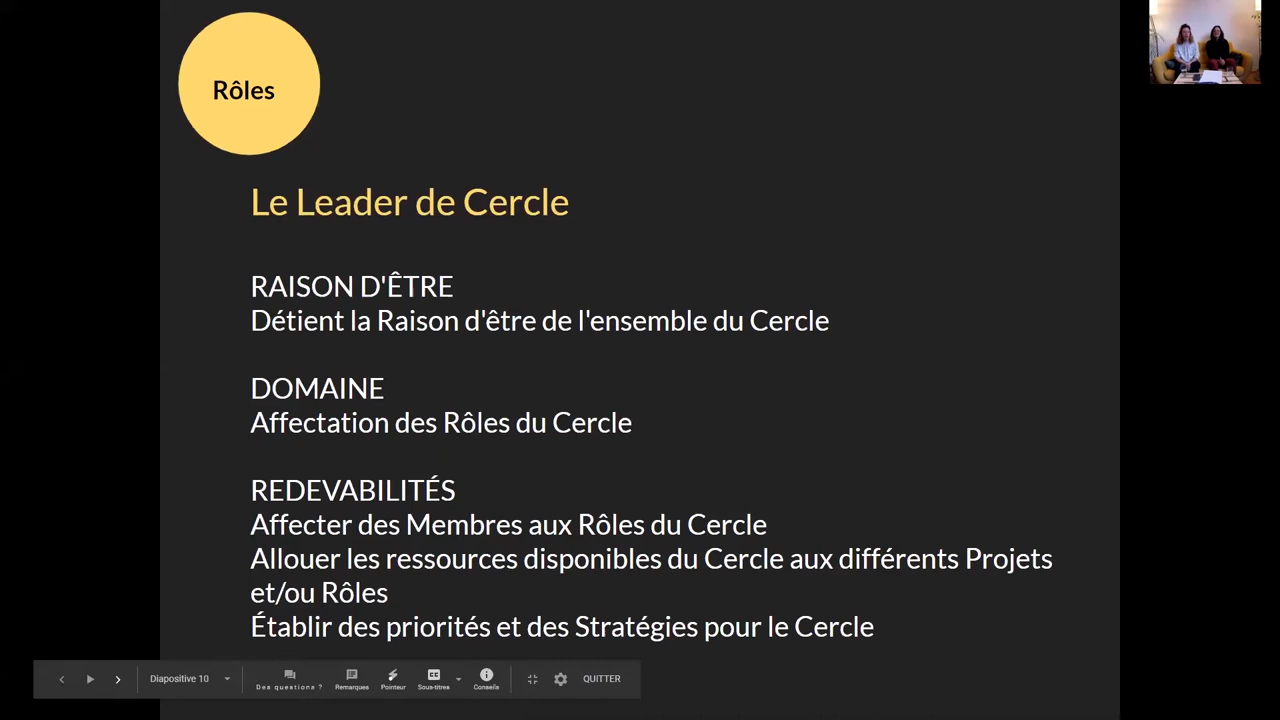 Rôles
Le Leader de Cercle
RAISON D'ÊTRE
Détient la Raison d'être de l'ensemble du Cercle
DOMAINE
Affectation des Rôles du Cercle
REDEVABILITÉS
Affecter des Membres aux Rôles du Cercle
Allouer les ressources disponibles du Cercle aux différents Projets
et/ou Rôles
Établir des priorités et des Stratégies pour le Cercle
Diapositive 10
Des questions ?
Remarques
Pointeur
CC
Sous-titres
Conseils
QUITTER